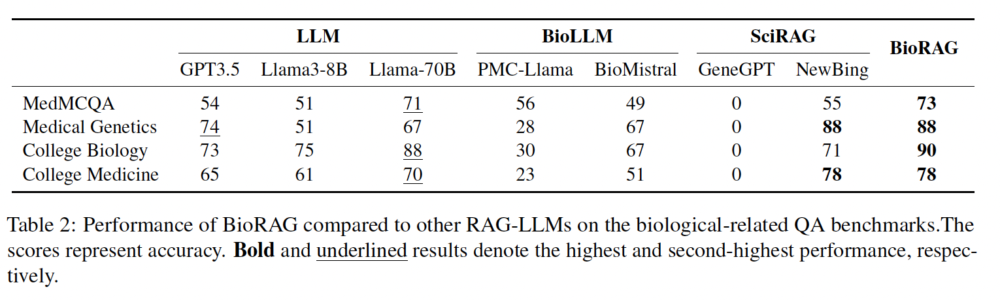 LLM BioLLM SciRAG BioRAG
GPT3.5 Llama3-8B Llama-70B PMC-Llama BioMistral GeneGPT NewBing
MedMCQA 54 51 71 56 49 0 55 73
Medical Genetics 74 51 67 28 67 0 88 88
College Biology 73 75 88 30 67 0 71 90
College Medicine 65 61 70 23 51 0 78 78
Table 2: Performance of BioRAG compared to other RAG-LLMs on the biological-related QA benchmarks.The
scores represent accuracy. Bold and underlined results denote the highest and second-highest performance, respec-
tively.